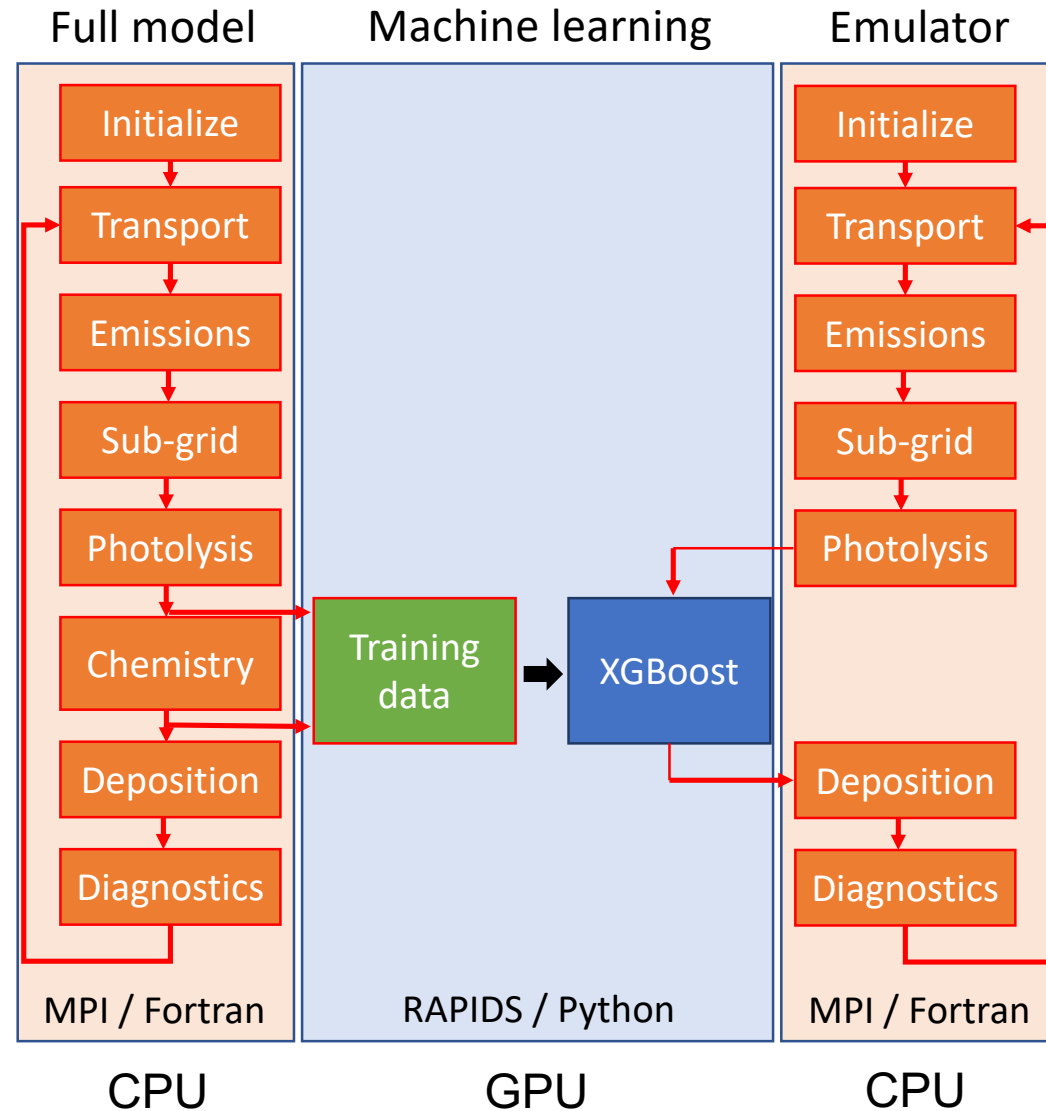 Full model
Machine learning
Emulator
Initialize
Transport
Emissions
Sub-grid
Photolysis
Chemistry
Deposition
Diagnostics
MPI / Fortran
CPU
Training
data
XGBoost
RAPIDS / Python
GPU
Initialize
Transport
Emissions
Sub-grid
Photolysis
Deposition
Diagnostics
MPI / Fortran
CPU